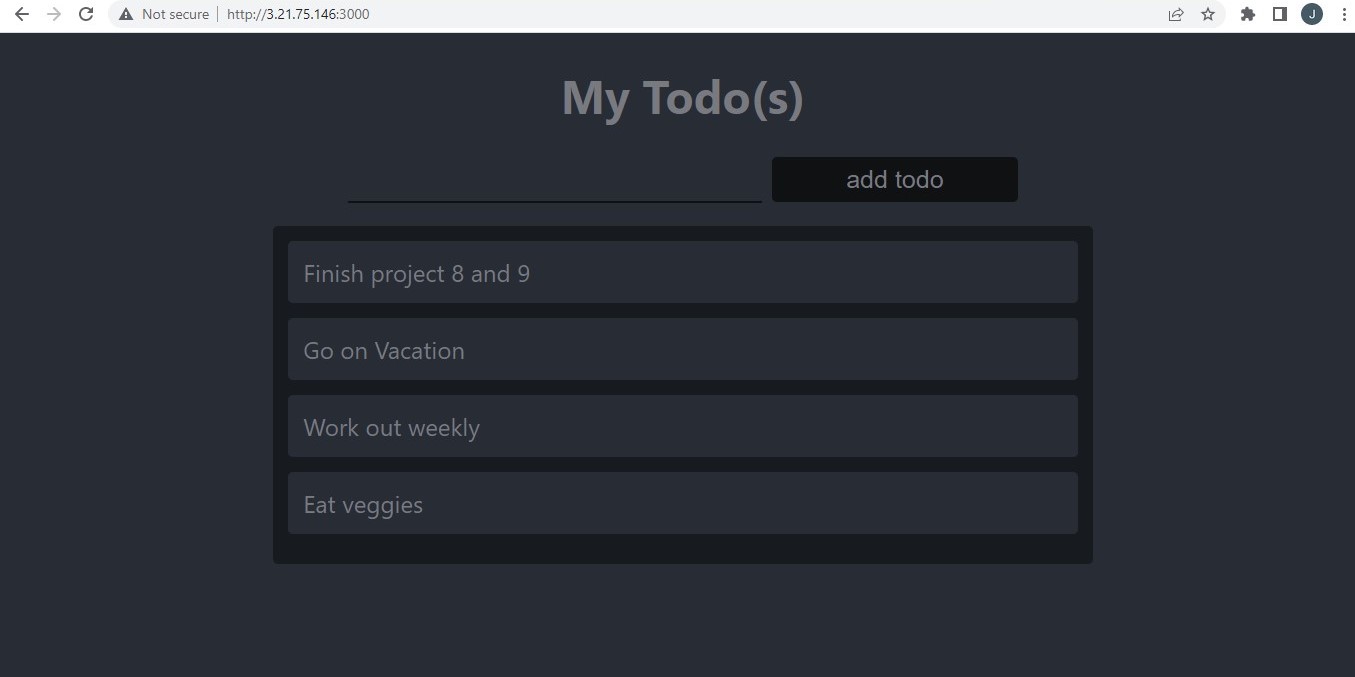 Not secure http://3.21.75.146:3000 J
My Todo(s)
add todo
Finish project 8 and 9
Go on Vacation
Work out weekly
Eat veggies